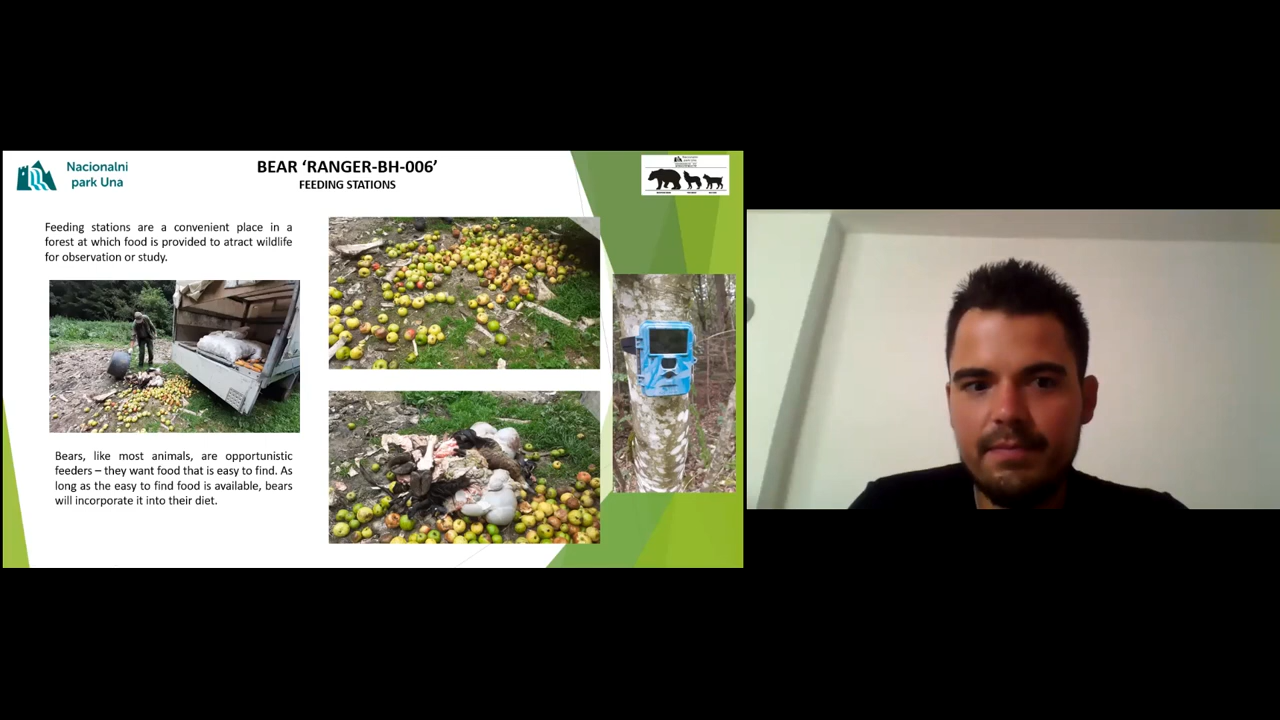 Nacionalni
park Una
BEAR ‘RANGER-BH-006’
FEEDING STATIONS
Feeding stations are a convenient place in a
forest at which food is provided to atract wildlife
for observation or study.
Bears, like most animals, are opportunistic
feeders – they want food that is easy to find. As
long as the easy to find food is available, bears
will incorporate it into their diet.